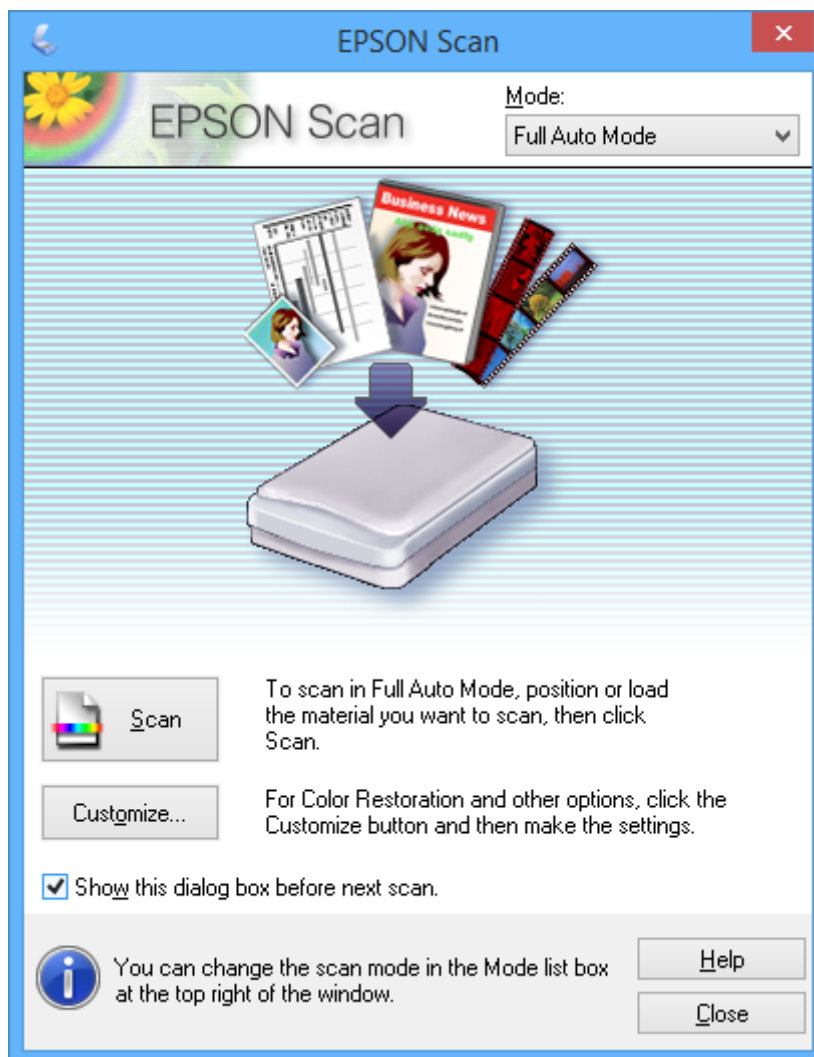 EPSON Scan
EPSON Scan
Mode:
Full Auto Mode
Business News
Scan
To scan in Full Auto Mode, position or load
the material you want to scan, then click
Scan.
Customize...
For Color Restoration and other options, click the
Customize button and then make the settings.
Show this dialog box before next scan.
You can change the scan mode in the Mode list box
at the top right of the window.
Help
Close